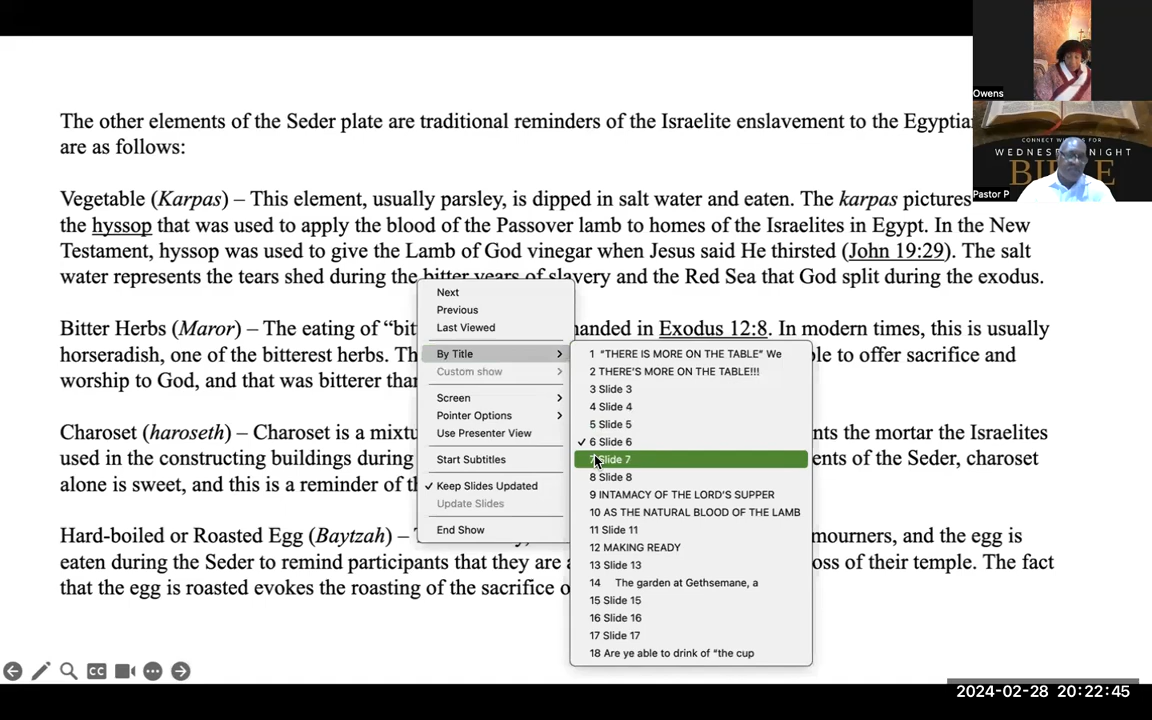 The other elements of the Seder plate are traditional reminders of the Israelite enslavement to the
are as follows:
Vegetable (Karpas) – This element, usually parsley, is dipped in salt water and eaten. The karpas pictures
the hyssop that was used to apply the blood of the Passover lamb to homes of the Israelites in Egypt. In the New
Testament, hyssop was used to give the Lamb of God vinegar when Jesus said He thirsted (John 19:29). The salt
water represents the tears shed during the bitter years of slavery and the Red Sea that God split during the exodus.
Bitter Herbs (Maror) – The eating of “ in Exodus 12:8. In modern times, this is usually
horseradish, one of the bitterest herbs. to offer sacrifice and
worship to God, and that was bitterer
Charoset (haroseth) – Charoset is a the mortar the Israelites
used in the constructing buildings during of the Seder, charoset
alone is sweet, and this is a reminder of
Hard-boiled or Roasted Egg (Baytzah) – mourners, and the egg is
eaten during the Seder to remind participants that they are of their temple. The fact
that the egg is roasted evokes the roasting of the sacrifice
Next
Previous
Last Viewed
By Title
Custom show
Screen
Pointer Options
Use Presenter View
Start Subtitles
Keep Slides Updated
Update Slides
End Show
1 "THERE IS MORE ON THE TABLE" We
2 THERE'S MORE ON THE TABLE!!!
3 Slide 3
4 Slide 4
5 Slide 5
6 Slide 6
7 Slide 7
8 Slide 8
9 INTAMACY OF THE LORD'S SUPPER
10 AS THE NATURAL BLOOD OF THE LAMB
11 Slide 11
12 MAKING READY
13 Slide 13
14 The garden at Gethsemane, a
15 Slide 15
16 Slide 16
17 Slide 17
18 Are ye able to drink of "the cup
Owens
CONNECT FOR
NIGHT
Pastor P
CC
2024-02-28 20:22:45